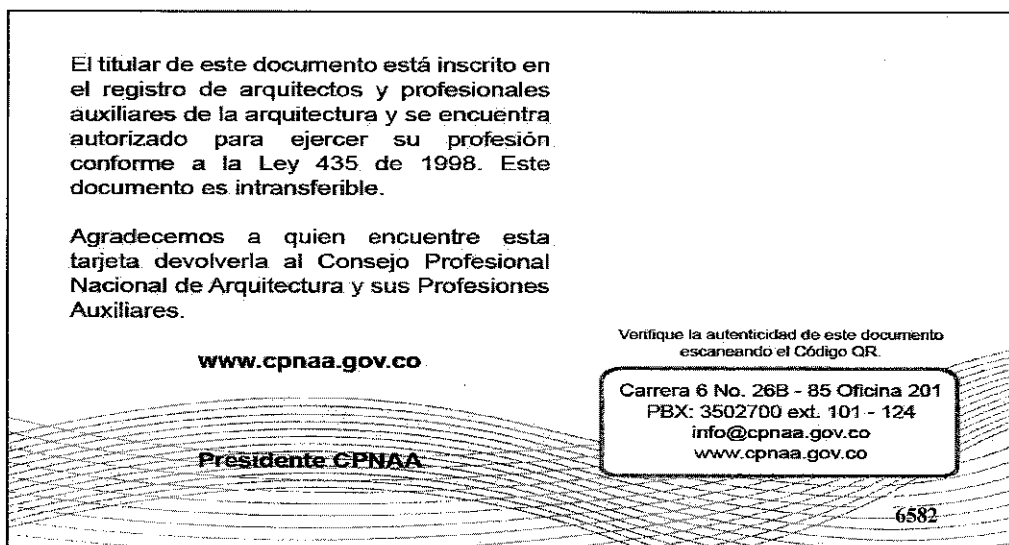 El titular de este documento está inscrito en
el registro de arquitectos y profesionales
auxiliares de la arquitectura y se encuentra
autorizado para ejercer su profesión
conforme a la Ley 435 de 1998. Este
documento es intransferible.
Agradecemos a quien encuentre esta
tarjeta devolverla al Consejo Profesional
Nacional de Arquitectura y sus Profesiones
Auxiliares.
www.cpnaa.gov.co
Presidente CPNAA
Verifique la autenticidad de este documento
escaneando el Código QR.
Carrera 6 No. 26B - 85 Oficina 201
PBX: 3502700 ext. 101 - 124
info@cpnaa.gov.co
www.cpnaa.gov.co
6582